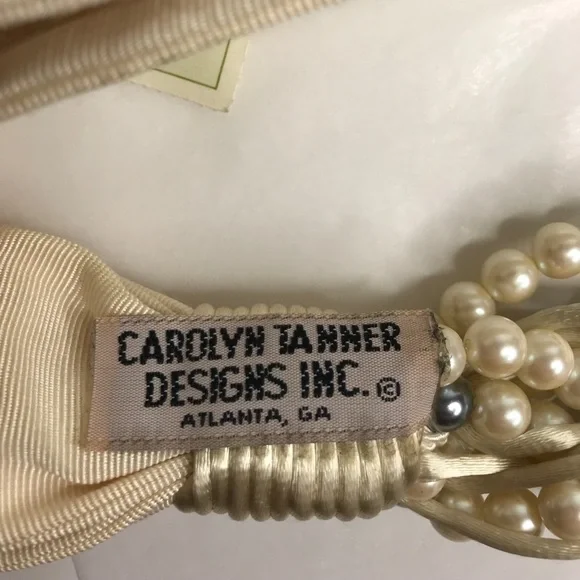 CAROLYN TANNER
DESIGNS INC. ©
ATLANTA, GA